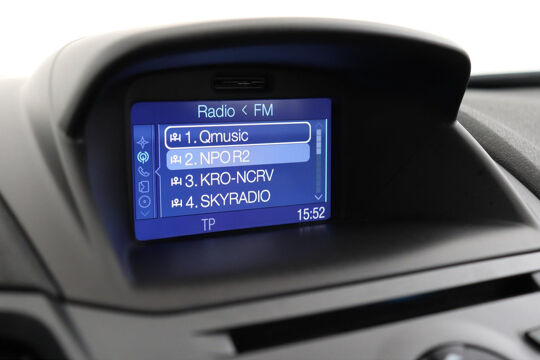 Radio < FM
1. Qmusic
2. NPO R2
3. KRO-NCRV
4. SKYRADIO
TP 15:52